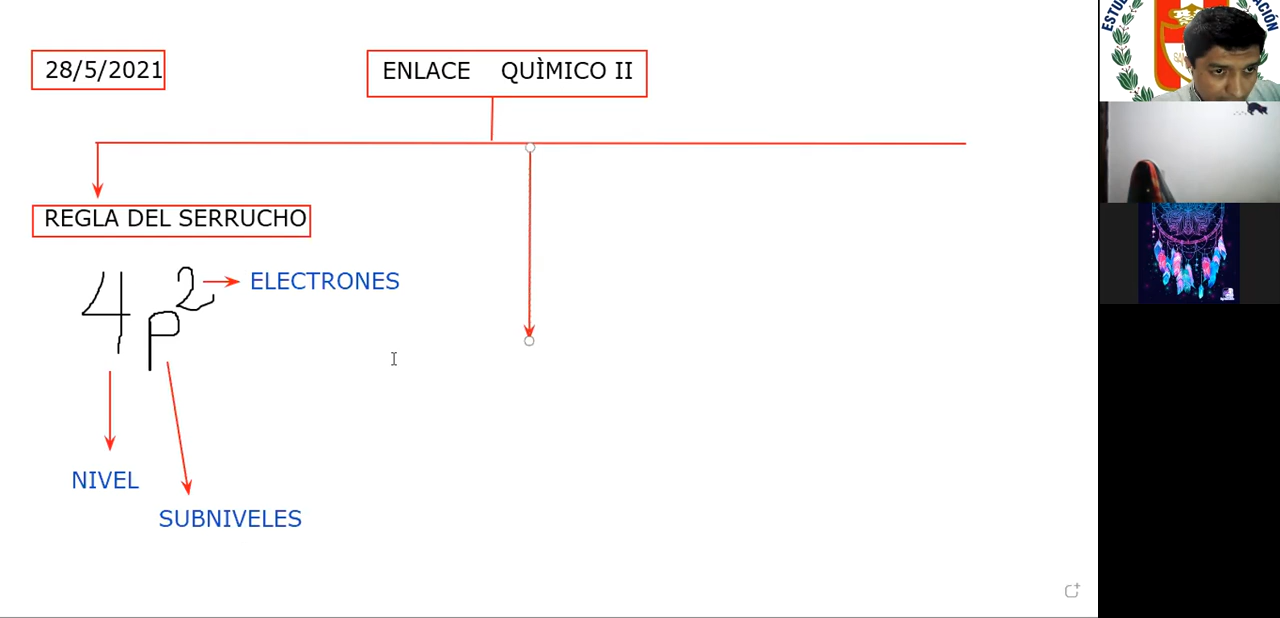 28/5/2021
ENLACE QUÌMICO II
REGLA DEL SERRUCHO
4p2
ELECTRONES
NIVEL
SUBNIVELES